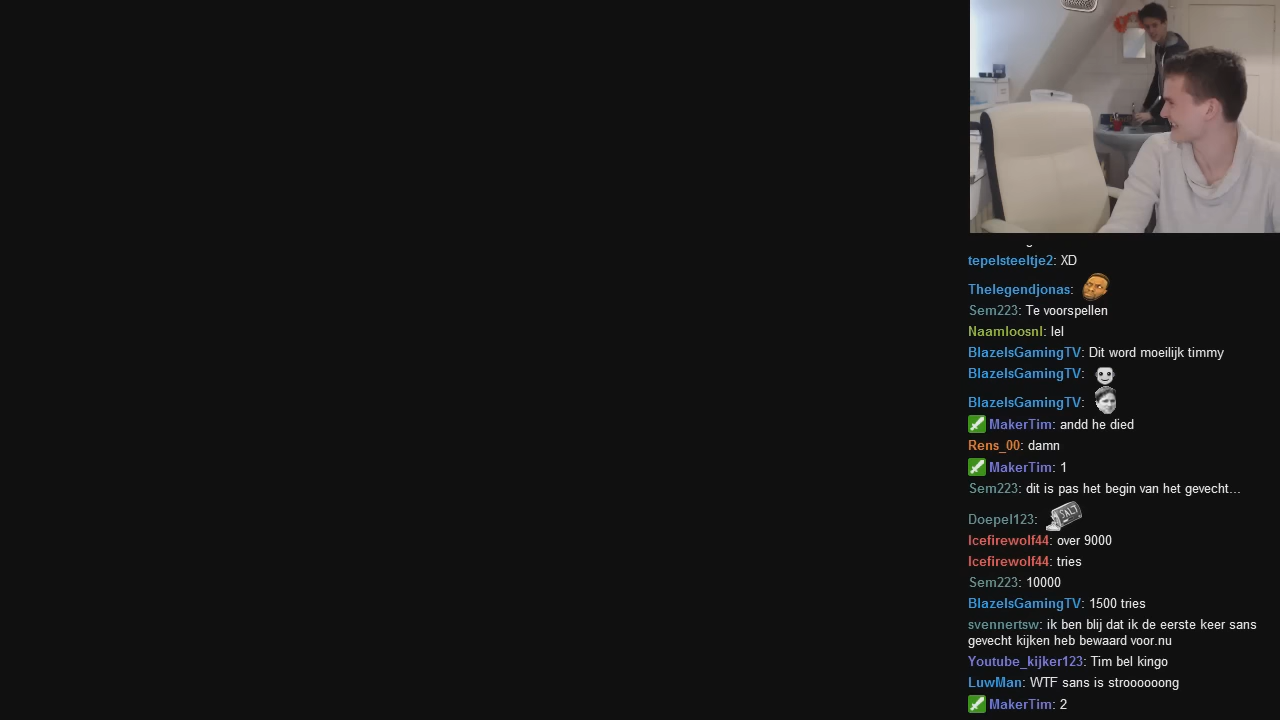 tepelsteeltje2: XD
Thelegendjonas:
Sem223: Te voorspellen
Naamloosnl: lel
BlazeIsGamingTV: Dit word moeilijk timmy
BlazeIsGamingTV:
BlazeIsGamingTV:
MakerTim: andd he died
Rens_00: damn
MakerTim: 1
Sem223: dit is pas het begin van het gevecht...
Doepel123: SALT
Icefirewolf44: over 9000
Icefirewolf44: tries
Sem223: 10000
BlazeIsGamingTV: 1500 tries
svennertsw: ik ben blij dat ik de eerste keer sans
gevecht kijken heb bewaard voor.nu
Youtube_kijker123: Tim bel kingo
LuwMan: WTF sans is stroooooong
MakerTim: 2